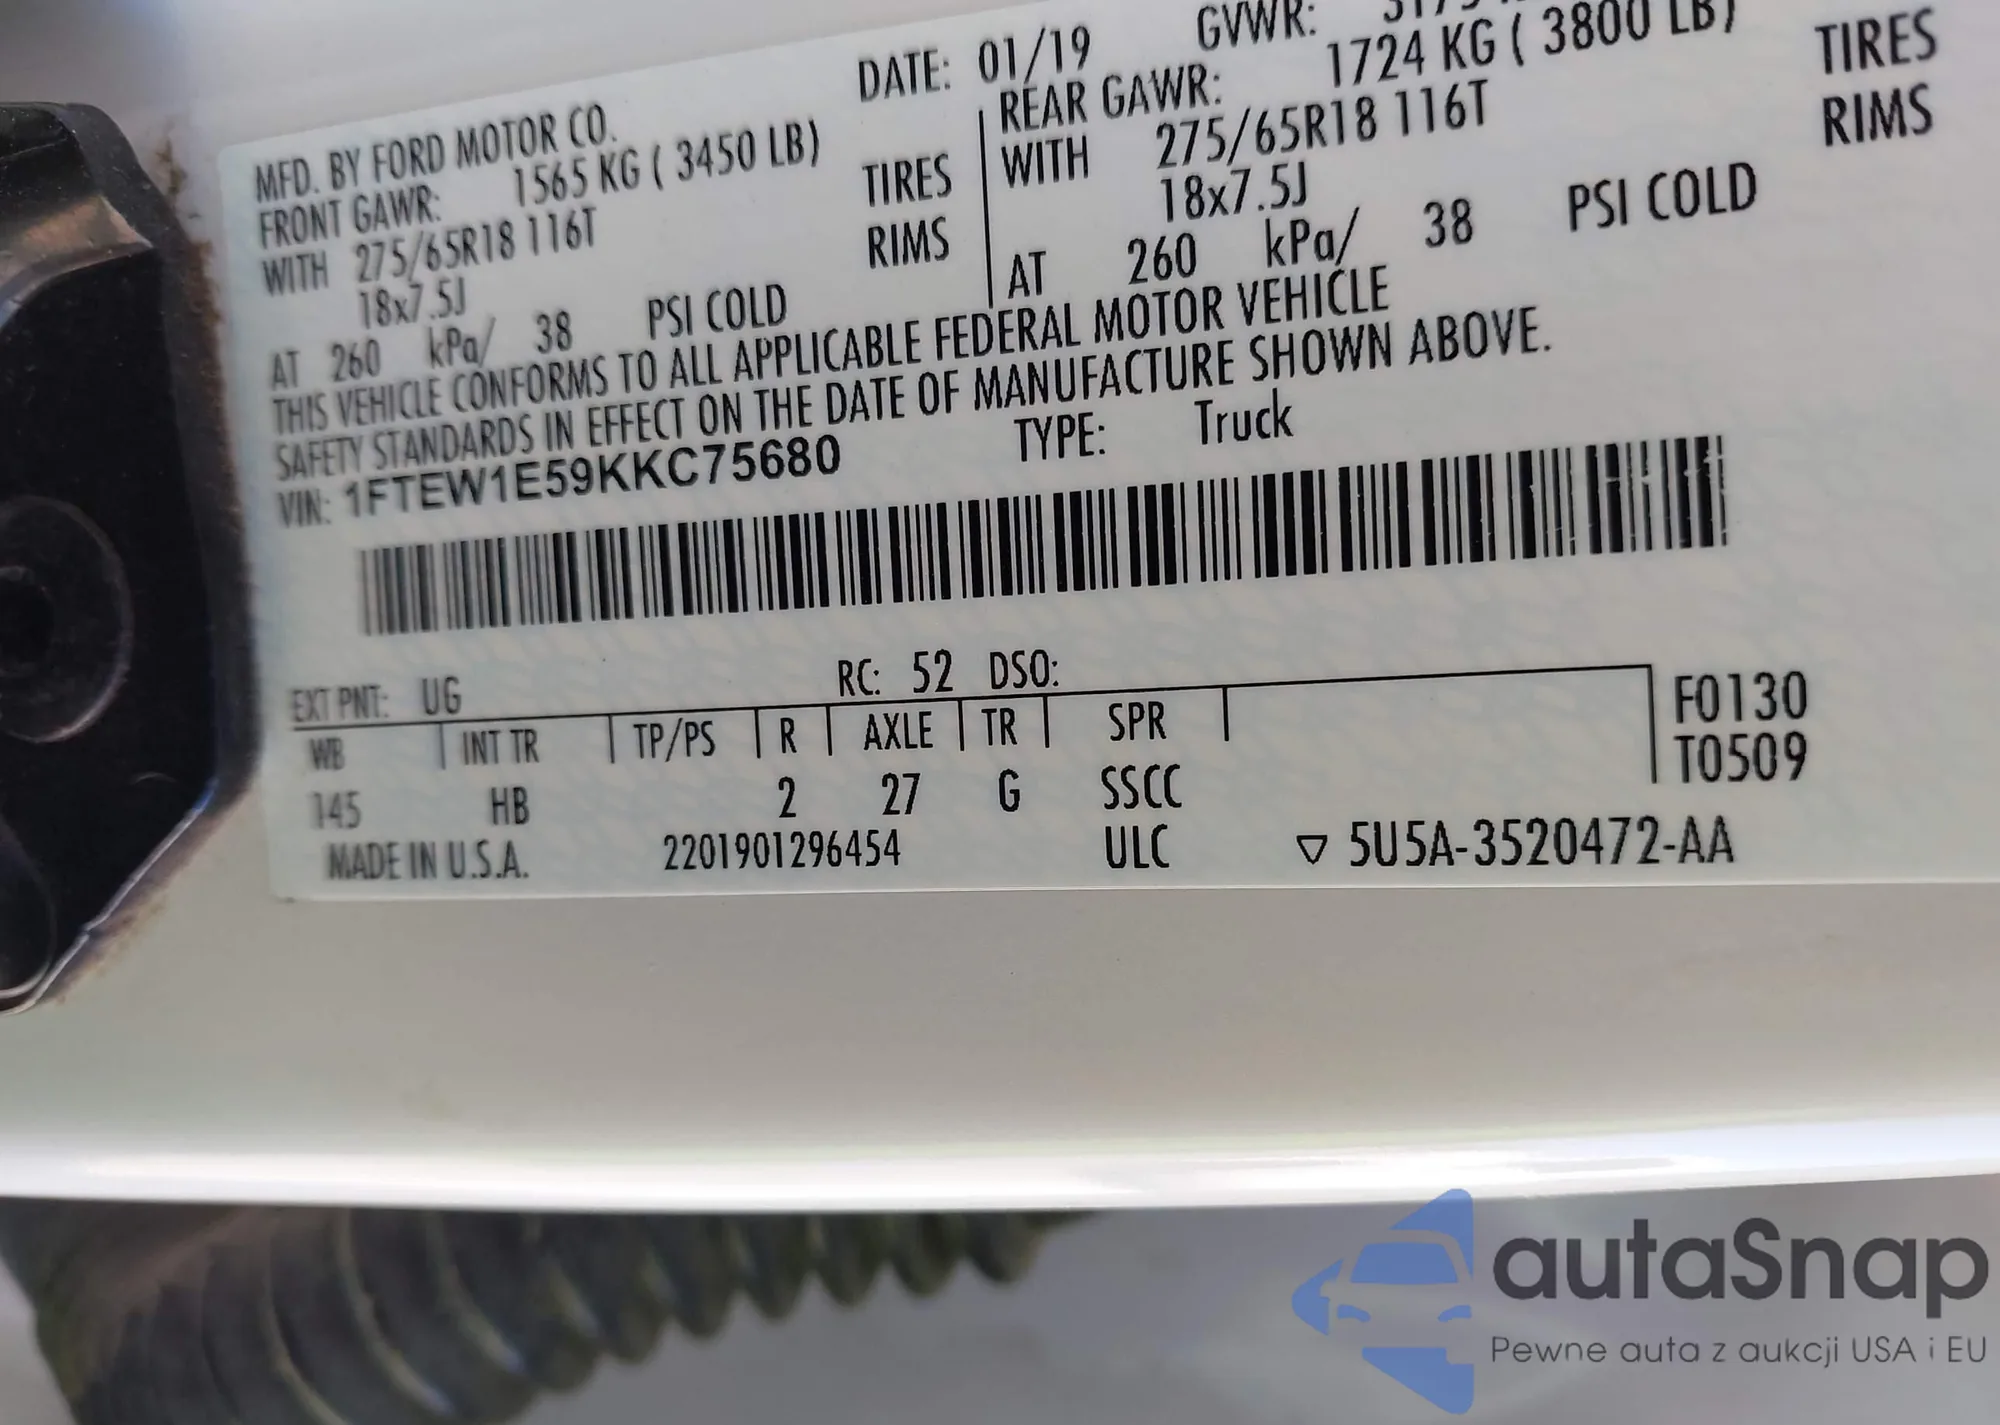 DATE: 01/19 GVWR:
MFD. BY FORD MOTOR CO.
FRONT GAWR: 1565 KG ( 3450 LB)
WITH 275/65R18 116T TIRES
18x7.5J RIMS
AT 260 kPa/ 38 PSI COLD
REAR GAWR: 1724 KG ( 3800 LB)
WITH 275/65R18 116T TIRES
18x7.5J RIMS
AT 260 kPa/ 38 PSI COLD
THIS VEHICLE CONFORMS TO ALL APPLICABLE FEDERAL MOTOR VEHICLE
SAFETY STANDARDS IN EFFECT ON THE DATE OF MANUFACTURE SHOWN ABOVE.
VIN: 1FTEW1E59KKC75680 TYPE: Truck
EXT PNT: UG RC: 52 DSO:
WB INT TR TP/PS R AXLE TR SPR F0130
145 HB 2 27 G SSCC T0509
MADE IN U.S.A. 2201901296454 ULC ▽ 5U5A-3520472-AA
autaSnap
Pewne auta z aukcji USA i EU